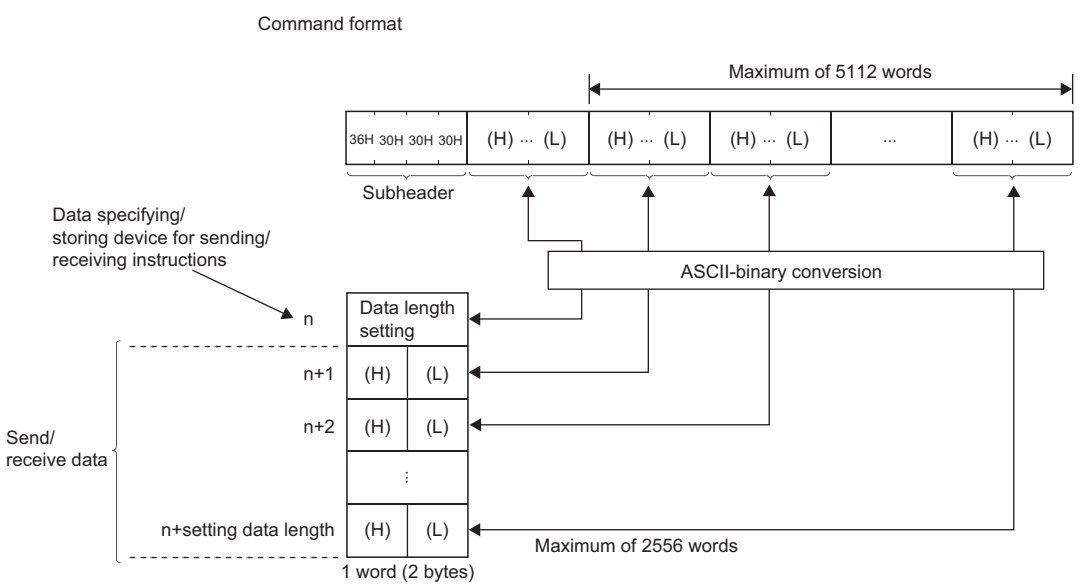 Command format
Maximum of 5112 words
36H 30H 30H 30H (H) ... (L) (H) ... (L) (H) ... (L) ... (H) ... (L)
Subheader
Data specifying/
storing device for sending/
receiving instructions
ASCII-binary conversion
n Data length
setting
n+1 (H) (L)
n+2 (H) (L)
...
Send/
receive data
n+setting data length (H) (L)
Maximum of 2556 words
1 word (2 bytes)